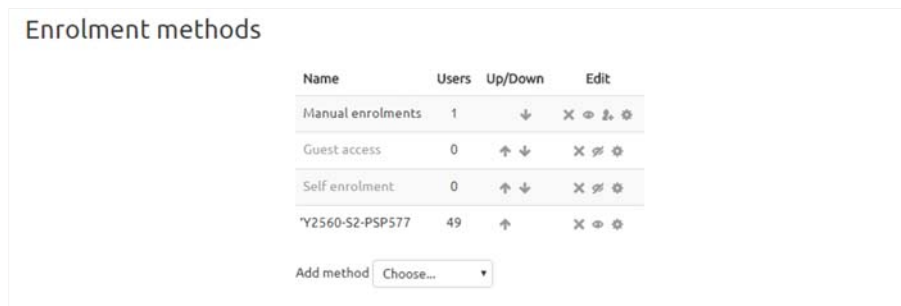 Enrolment methods
Name Users Up/Down Edit
Manual enrolments 1
Guest access 0
Self enrolment 0
'Y2560-S2-PSP577 49
Add method Choose...